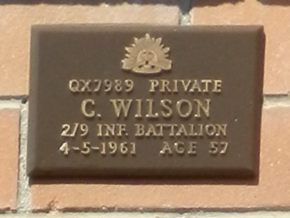 QX7989 PRIVATE
C. WILSON
2/9 INF. BATTALION
4-5-1961 AGE 57